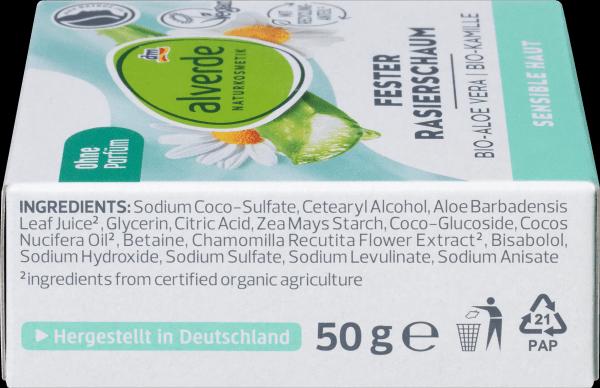 dm
alverde
NATURKOSMETIK
Vegan
FESTER
RASIERSCHAUM
BIO-ALOE VERA | BIO-KAMILLE
SENSIBLE HAUT
Ohne
Parfüm
INGREDIENTS: Sodium Coco-Sulfate, Cetearyl Alcohol, Aloe Barbadensis
Leaf Juice², Glycerin, Citric Acid, Zea Mays Starch, Coco-Glucoside, Cocos
Nucifera Oil², Betaine, Chamomilla Recutita Flower Extract², Bisabolol,
Sodium Hydroxide, Sodium Sulfate, Sodium Levulinate, Sodium Anisate
²ingredients from certified organic agriculture
Hergestellt in Deutschland
50 g e
21
PAP